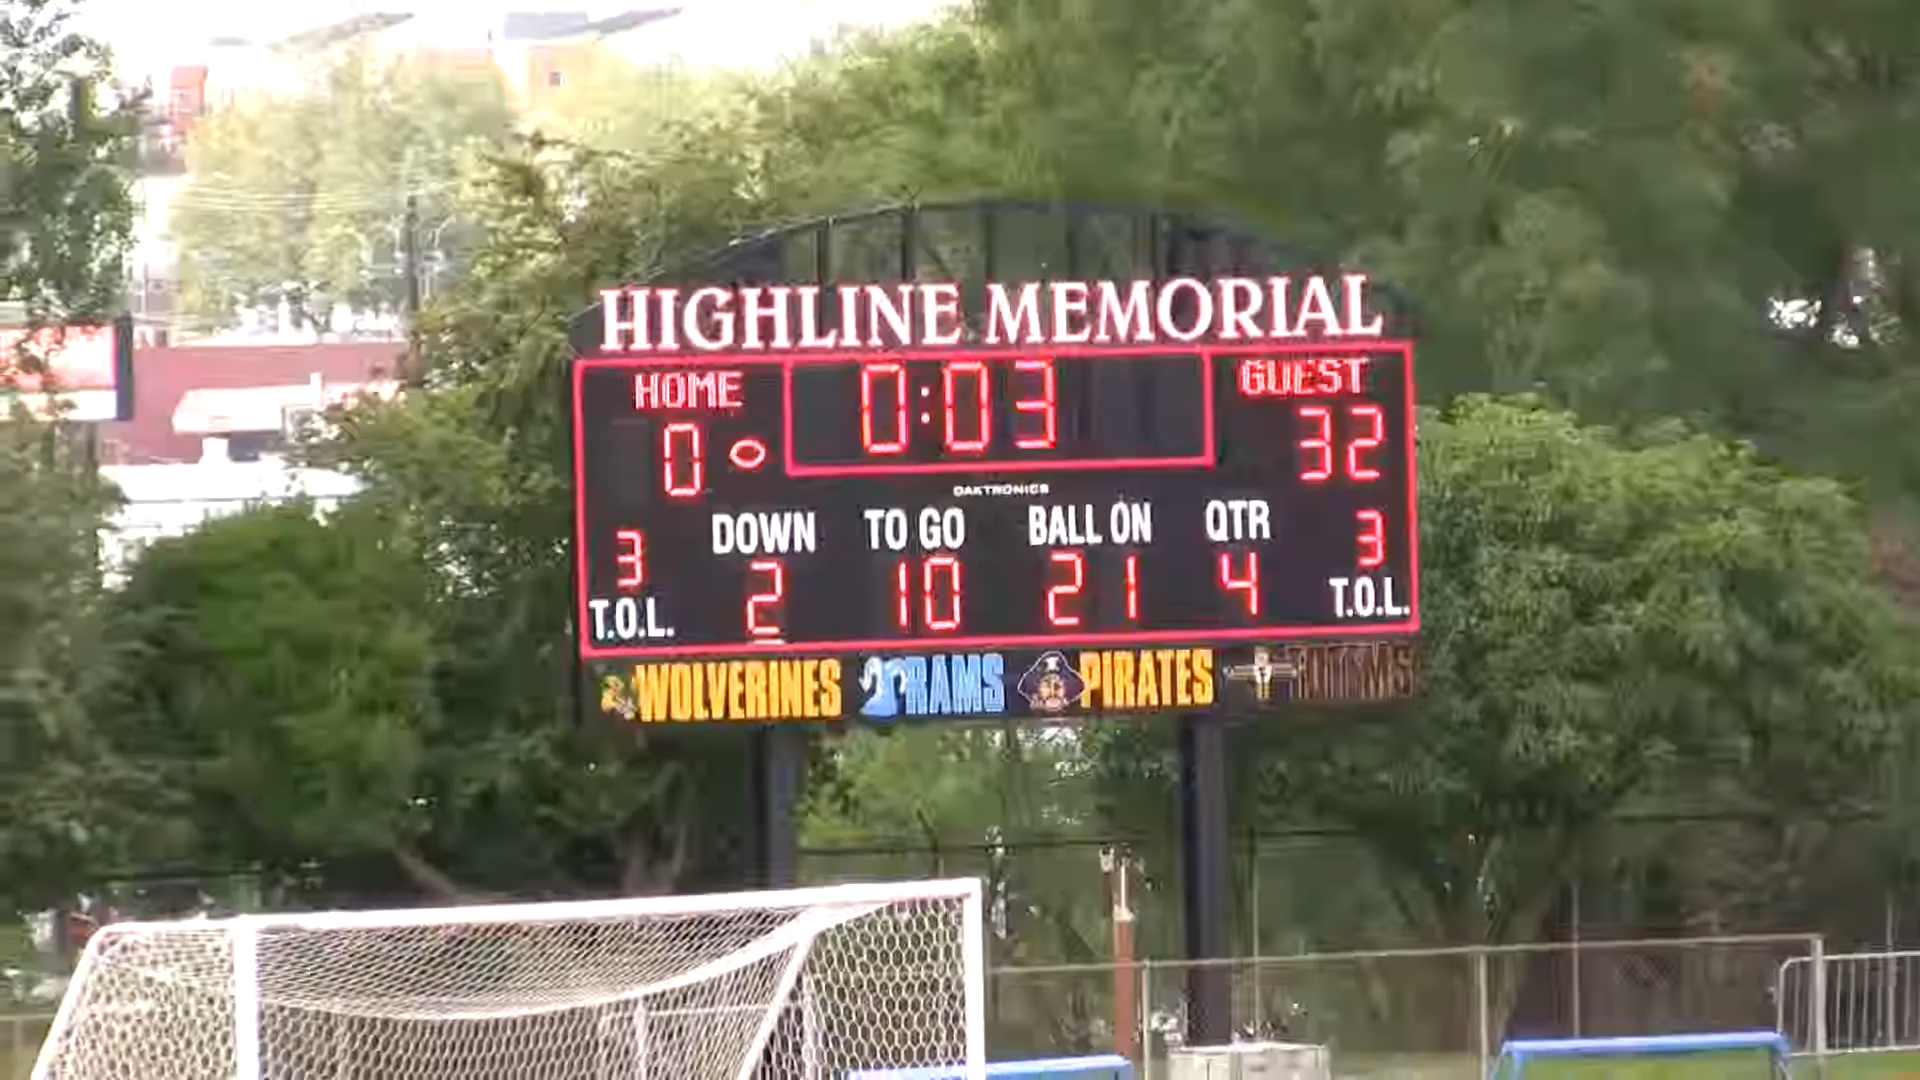 HIGHLINE MEMORIAL
HOME 0:03 GUEST
0 32
DAKTRONICS
DOWN TO GO BALL ON QTR
3 2 10 21 4 3
T.O.L. T.O.L.
WOLVERINES RAMS PIRATES